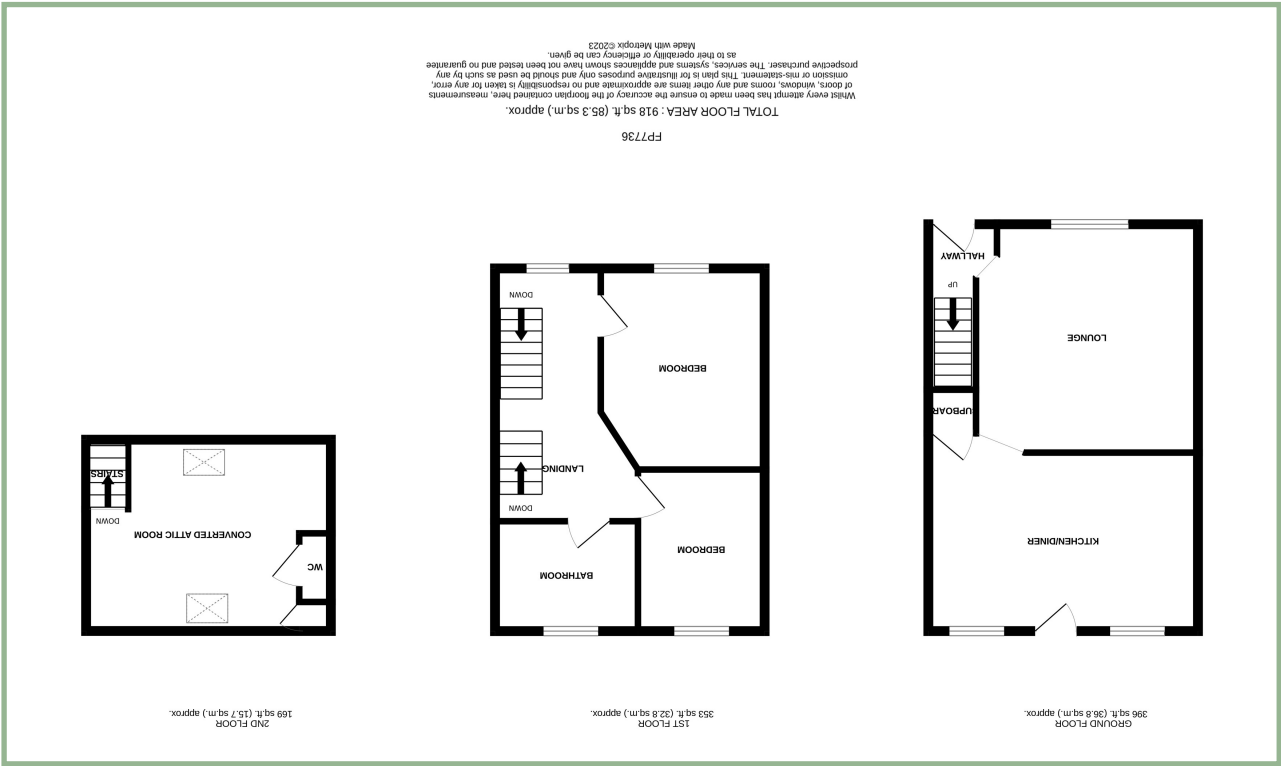 GROUND FLOOR
396 sq.ft. (36.8 sq.m.) approx.
1ST FLOOR
353 sq.ft. (32.8 sq.m.) approx.
2ND FLOOR
169 sq.ft. (15.7 sq.m.) approx.
KITCHEN/DINER
UPBOAR
LOUNGE
UP
HALLWAY
BATHROOM
BEDROOM
DOWN
LANDING
BEDROOM
DOWN
WC
CONVERTED ATTIC ROOM
DOWN
STAIRS
FP7736
TOTAL FLOOR AREA : 918 sq.ft. (85.3 sq.m.) approx.
Whilst every attempt has been made to ensure the accuracy of the floorplan contained here, measurements
of doors, windows, rooms and any other items are approximate and no responsibility is taken for any error,
omission or mis-statement. This plan is for illustrative purposes only and should be used as such by any
prospective purchaser. The services, systems and appliances shown have not been tested and no guarantee
as to their operability or efficiency can be given.
Made with Metropix ©2023